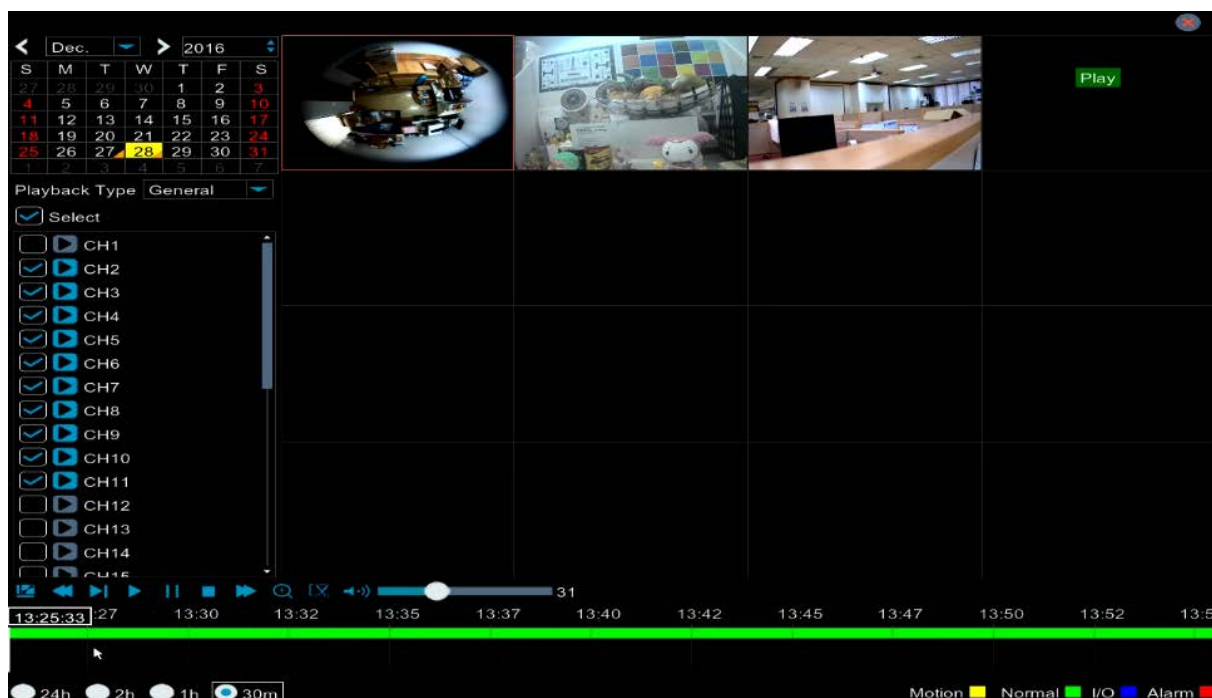 Dec. 2016
S M T W T F S
27 28 29 30 1 2 3
4 5 6 7 8 9 10
11 12 13 14 15 16 17
18 19 20 21 22 23 24
25 26 27 28 29 30 31
1 2 3 4 5 6 7
Play
Playback Type General
Select
CH1
CH2
CH3
CH4
CH5
CH6
CH7
CH8
CH9
CH10
CH11
CH12
CH13
CH14
CH15
31
13:25:33 :27 13:30 13:32 13:35 13:37 13:40 13:42 13:45 13:47 13:50 13:52 13:5
24h 2h 1h 30m
Motion Normal I/O Alarm